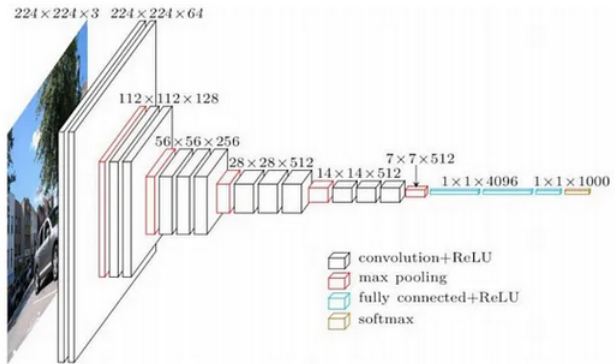 224×224×3 224×224×64
112×112×128
56×56×256
28×28×512
14×14×512
7×7×512
1×1×4096 1×1×1000
convolution+ReLU
max pooling
fully connected+ReLU
softmax